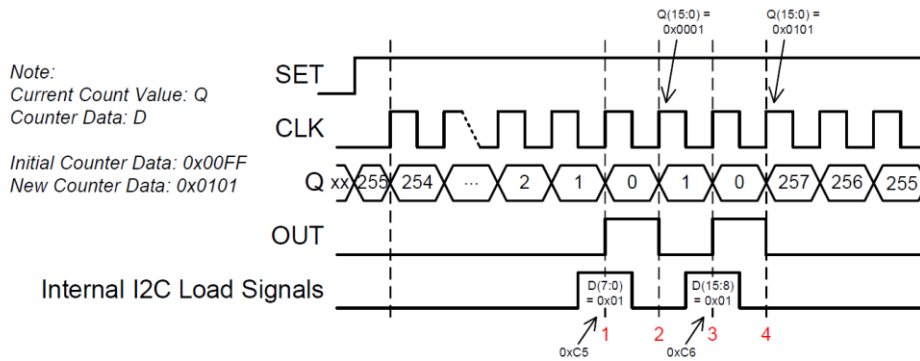 Q(15:0) =
0x0001
Q(15:0) =
0x0101
Note:
Current Count Value: Q
Counter Data: D
Initial Counter Data: 0x00FF
New Counter Data: 0x0101
SET
CLK
Q xx 255 254 ... 2 1 0 1 0 257 256 255
OUT
Internal I2C Load Signals
D(7:0)
= 0x01
D(15:8)
= 0x01
0xC5 1 2 0xC6 3 4